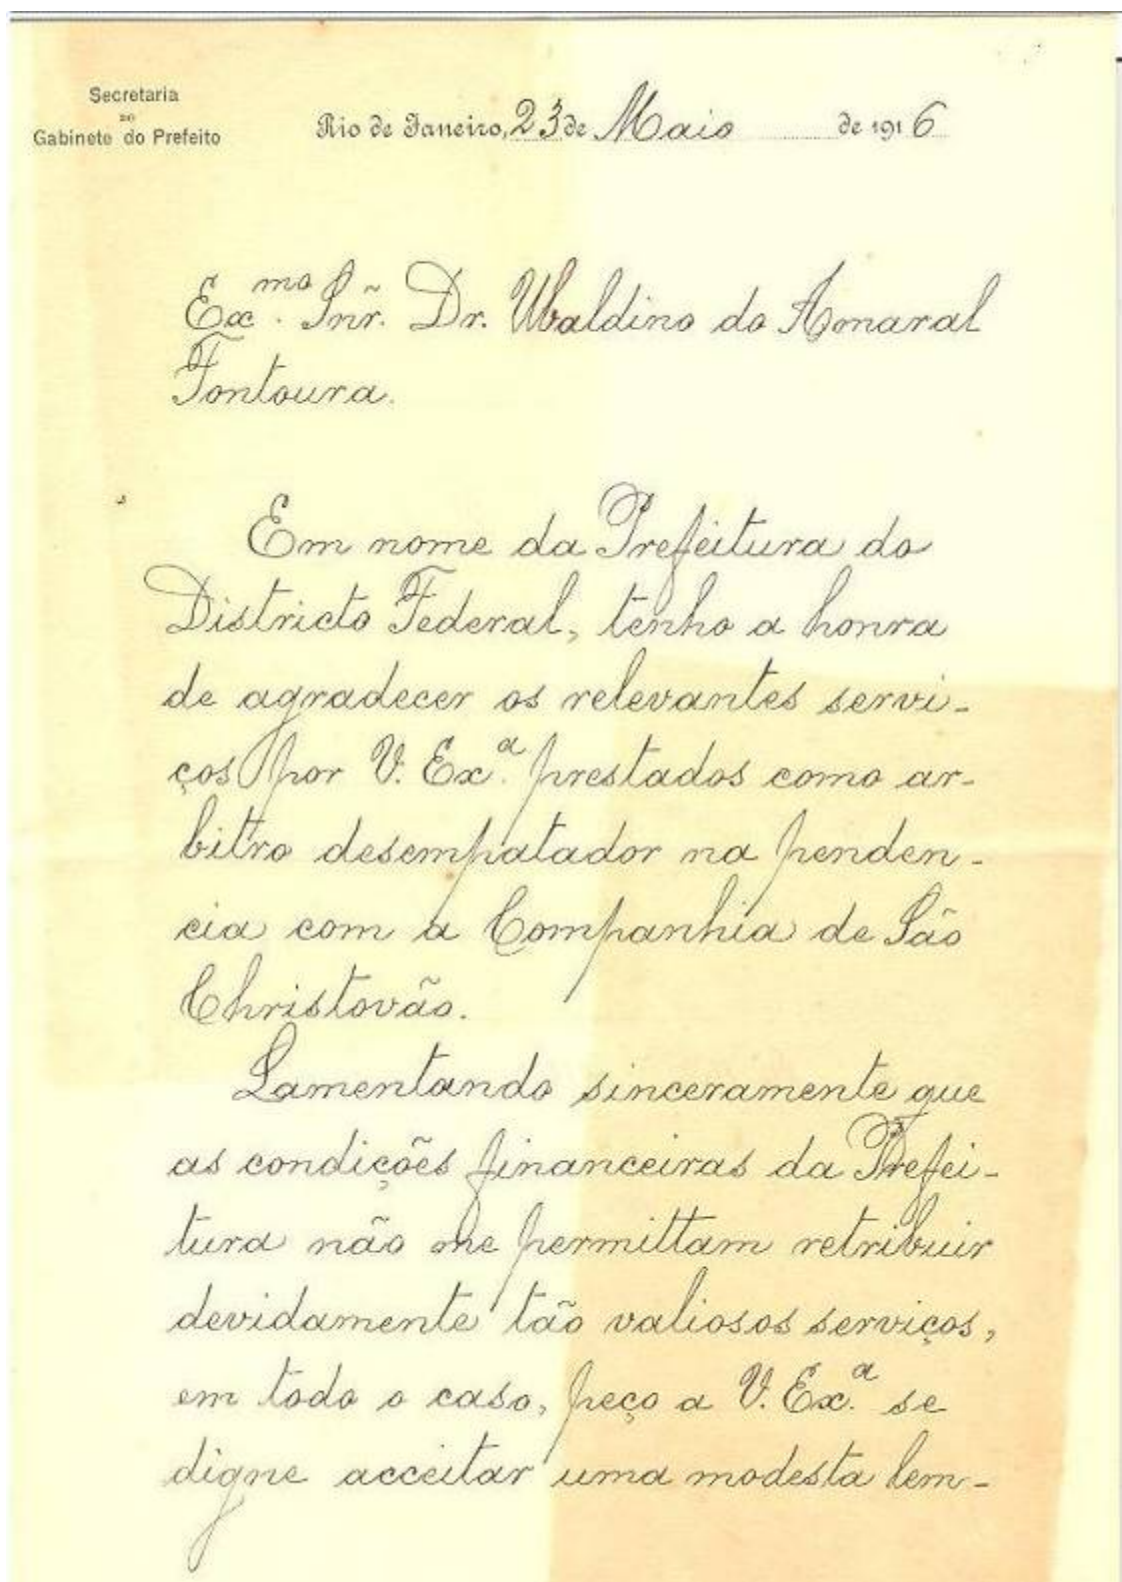 Secretaria
DO
Gabinete do Prefeito
Rio de Janeiro, 23 de Maio de 1916
Ex.mo Snr. Dr. Ubaldino do Amaral
Fontoura.
Em nome da Prefeitura do
Districto Federal, tenho a honra
de agradecer os relevantes servi-
ços por V. Ex.a prestados como ar-
bitro desempatador na penden-
cia com a Companhia de São
Christovão.
Lamentando sinceramente que
as condições financeiras da Prefei-
tura não me permittam retribuir
devidamente tão valiosos serviços,
em todo o caso, peço a V. Ex.a se
digne acceitar uma modesta lem-